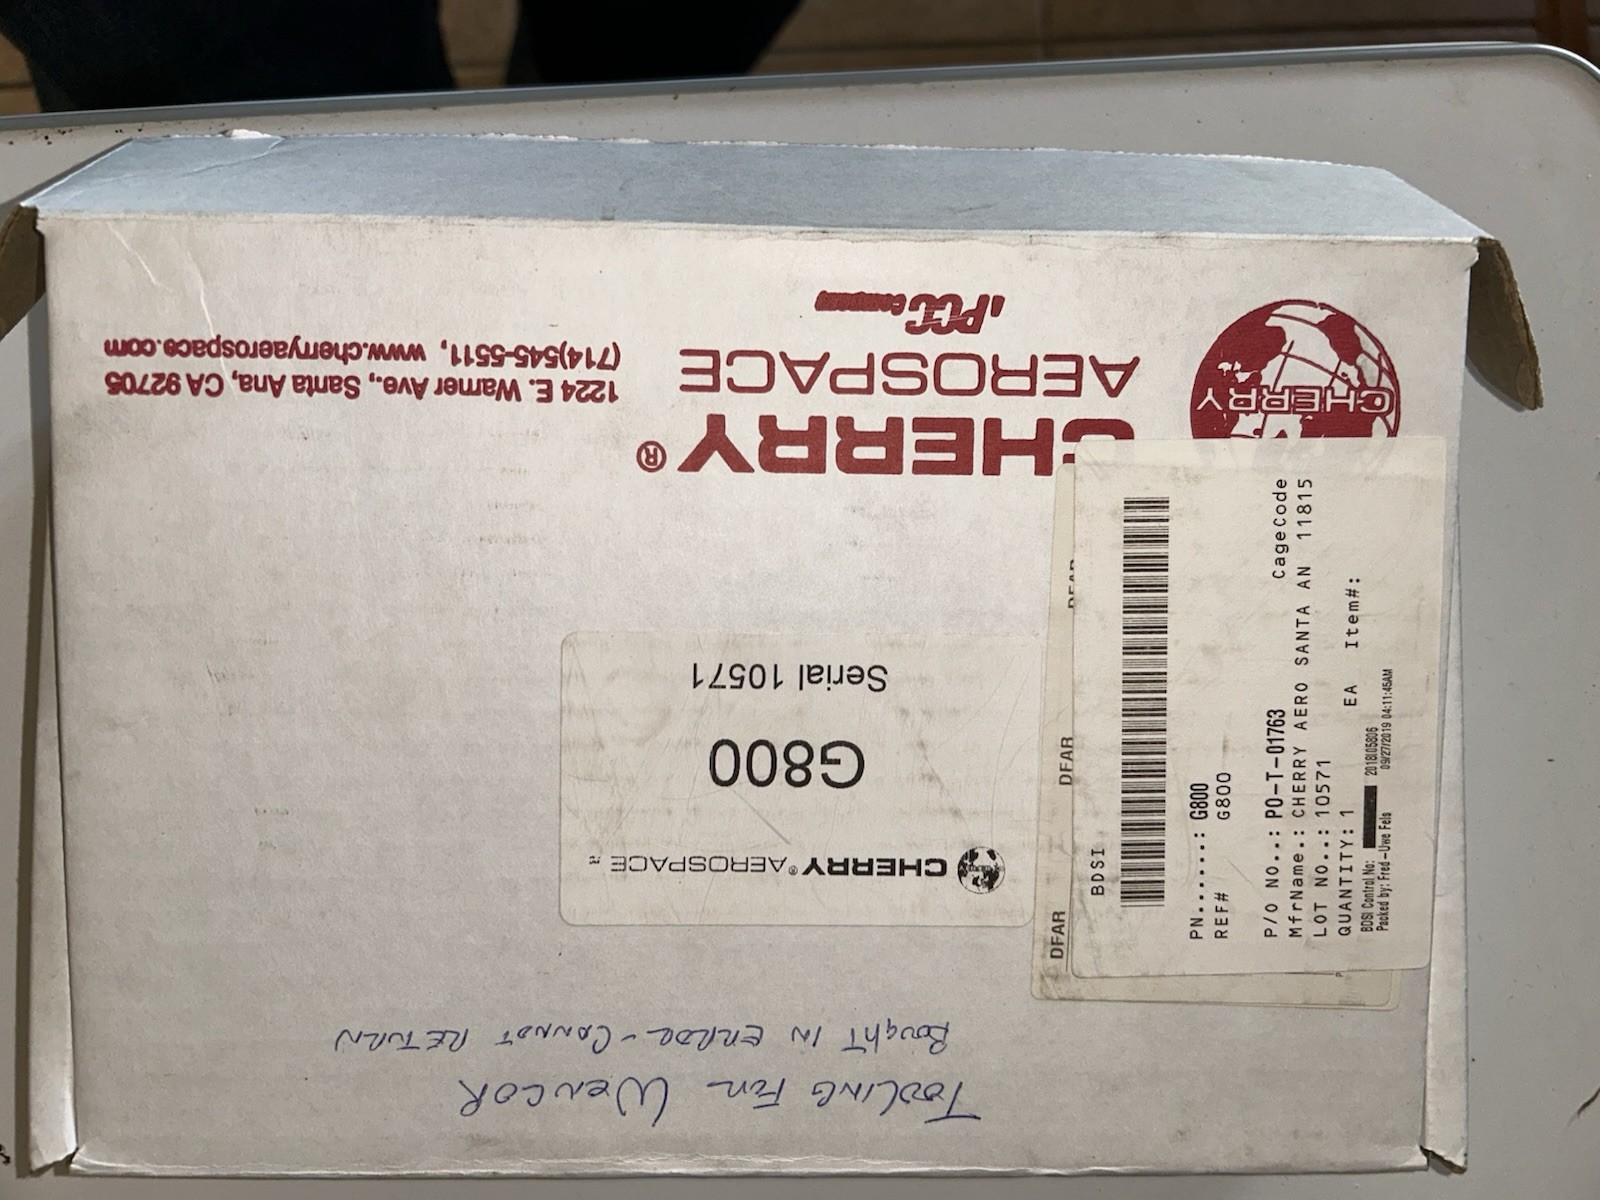 CHERRY
CHERRY®
AEROSPACE
a PCC Company
1224 E. Warner Ave., Santa Ana, CA 92705
(714)545-5511, www.cherryaerospace.com
TOOLING FOR WENCOR
BOUGHT IN ERROR - CANNOT RETURN
CHERRY® AEROSPACE
G800
Serial 10571
DFAR
DFAR
DFAR
BDSI
PN......: G800
REF# G800
P/O NO..: PO-T-01763 CageCode
MfrName.: CHERRY AERO SANTA AN 11815
LOT NO..: 10571
QUANTITY: 1 EA Item#:
BDSI Control No: 2018L05806
Packed by: Fred-Uwe Fels 09/27/2019 04:11:45AM